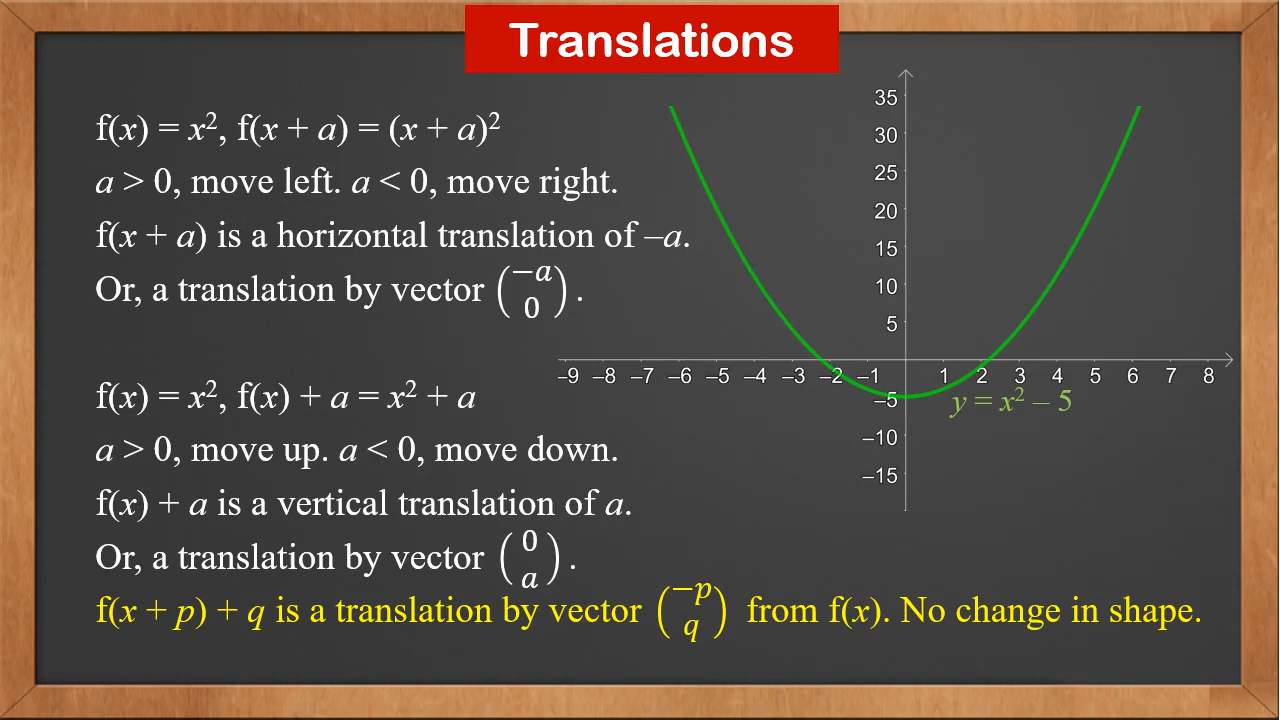 Translations
f(x) = x², f(x + a) = (x + a)²
a > 0, move left. a < 0, move right.
f(x + a) is a horizontal translation of –a.
Or, a translation by vector (−a 0).
f(x) = x², f(x) + a = x² + a
a > 0, move up. a < 0, move down.
f(x) + a is a vertical translation of a.
Or, a translation by vector (0 a).
f(x + p) + q is a translation by vector (−p q) from f(x). No change in shape.
35
30
25
20
15
10
5
–9 –8 –7 –6 –5 –4 –3 –2 –1 1 2 3 4 5 6 7 8
–5
y = x² – 5
–10
–15